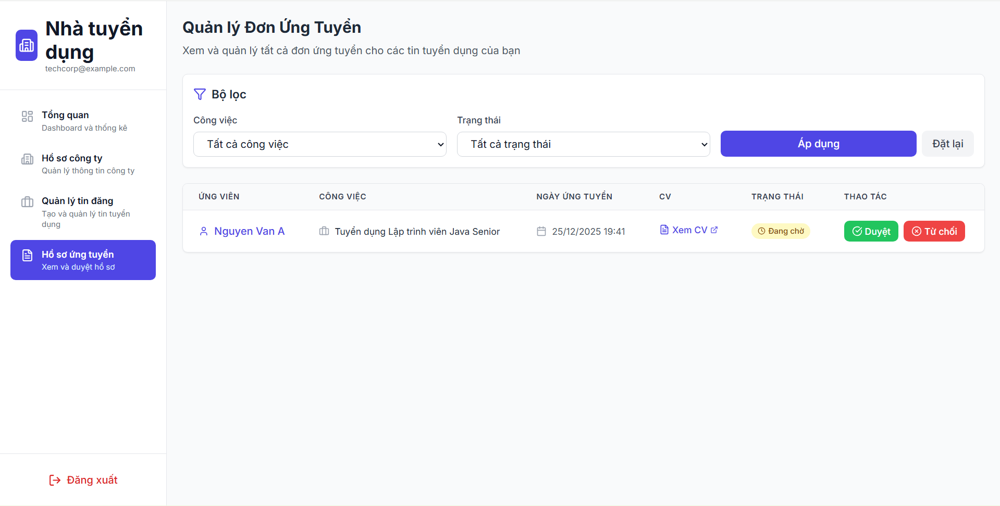 Nhà tuyển
dụng
techcorp@example.com
Tổng quan
Dashboard và thống kê
Hồ sơ công ty
Quản lý thông tin công ty
Quản lý tin đăng
Tạo và quản lý tin tuyển
dụng
Hồ sơ ứng tuyển
Xem và duyệt hồ sơ
Đăng xuất
Quản lý Đơn Ứng Tuyển
Xem và quản lý tất cả đơn ứng tuyển cho các tin tuyển dụng của bạn
Bộ lọc
Công việc
Trạng thái
Tất cả công việc
Tất cả trạng thái
Áp dụng
Đặt lại
ỨNG VIÊN CÔNG VIỆC NGÀY ỨNG TUYỂN CV TRẠNG THÁI THAO TÁC
Nguyen Van A Tuyển dụng Lập trình viên Java Senior 25/12/2025 19:41 Xem CV Đang chờ Duyệt Từ chối